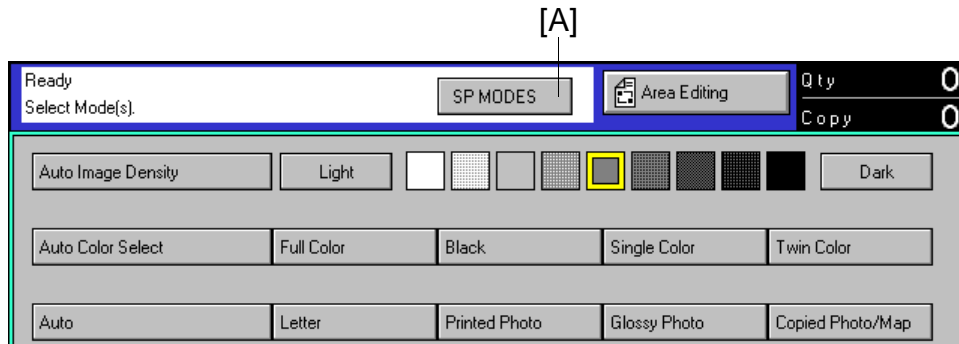 [A]
Ready
SP MODES
Area Editing
Qty 0
Select Mode(s).
Copy 0
Auto Image Density Light Dark
Auto Color Select Full Color Black Single Color Twin Color
Auto Letter Printed Photo Glossy Photo Copied Photo/Map